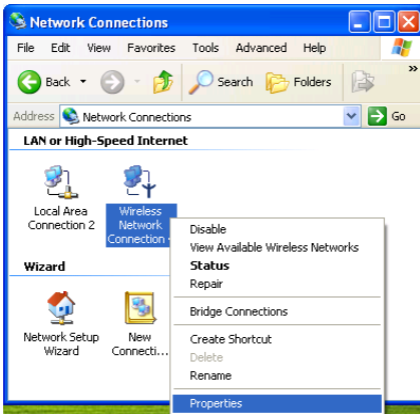 Network Connections
File Edit View Favorites Tools Advanced Help
Back Search Folders »
Address Network Connections Go
LAN or High-Speed Internet
Local Area
Connection 2
Wireless
Network
Connection
Disable
View Available Wireless Networks
Status
Repair
Bridge Connections
Create Shortcut
Delete
Rename
Properties
Wizard
Network Setup
Wizard
New
Connecti...